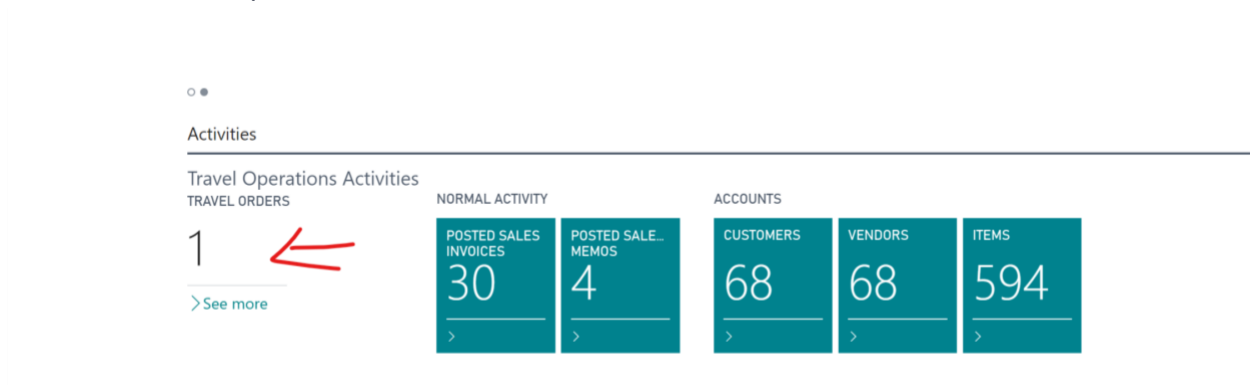 Activities
Travel Operations Activities
TRAVEL ORDERS
1
See more
NORMAL ACTIVITY
POSTED SALES
INVOICES
30
POSTED SALE...
MEMOS
4
ACCOUNTS
CUSTOMERS
68
VENDORS
68
ITEMS
594